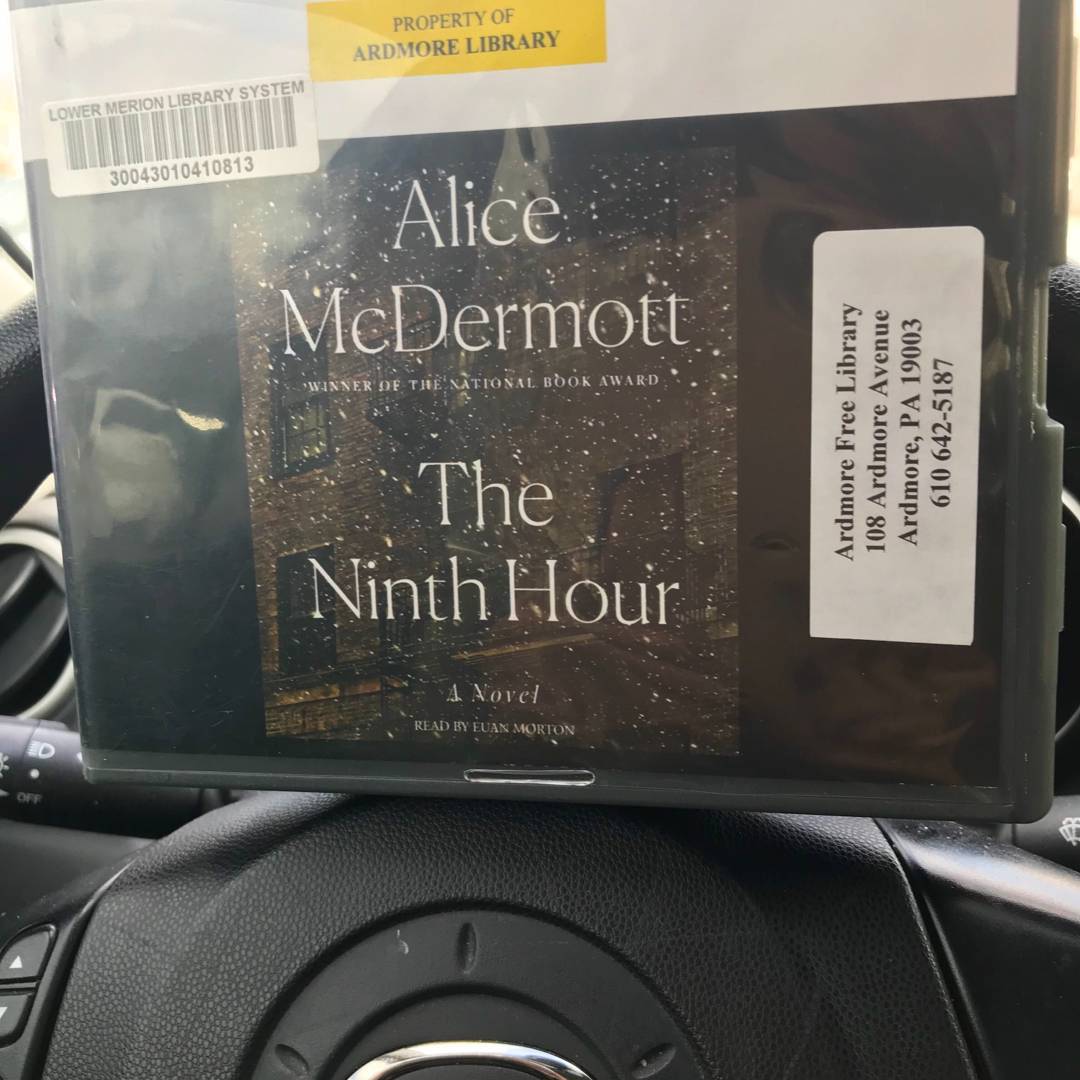 PROPERTY OF
ARDMORE LIBRARY
LOWER MERION LIBRARY SYSTEM
30043010410813
Alice
McDermott
WINNER OF THE NATIONAL BOOK AWARD
The
Ninth Hour
A Novel
READ BY EUAN MORTON
Ardmore Free Library
108 Ardmore Avenue
Ardmore, PA 19003
610 642-5187
OFF